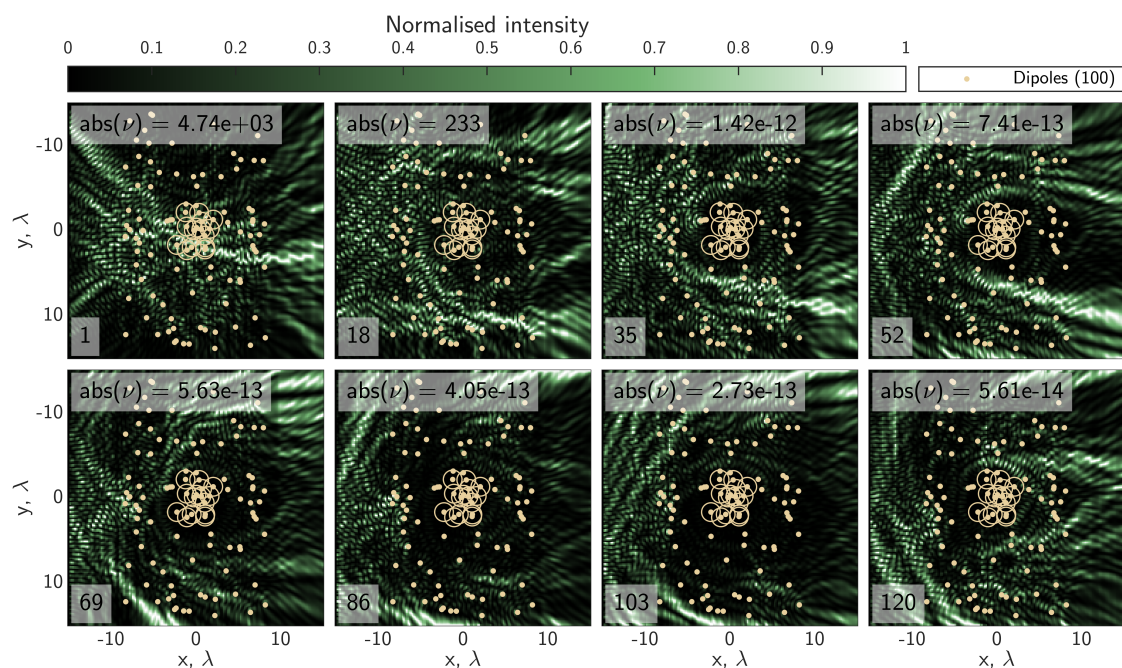 Normalised intensity
0 0.1 0.2 0.3 0.4 0.5 0.6 0.7 0.8 0.9 1
Dipoles (100)
abs(ν) = 4.74e+03 abs(ν) = 233 abs(ν) = 1.42e-12 abs(ν) = 7.41e-13
-10
0
10
y, λ
1 18 35 52
abs(ν) = 5.63e-13 abs(ν) = 4.05e-13 abs(ν) = 2.73e-13 abs(ν) = 5.61e-14
-10
0
10
y, λ
69 86 103 120
-10 0 10 -10 0 10 -10 0 10 -10 0 10
x, λ x, λ x, λ x, λ